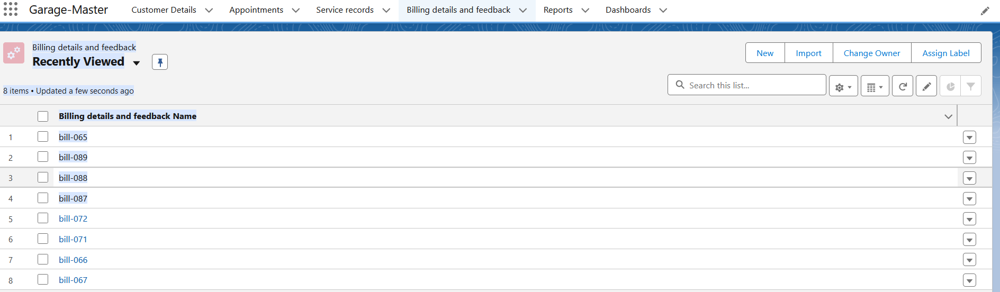 Garage-Master Customer Details Appointments Service records Billing details and feedback Reports Dashboards
Billing details and feedback
Recently Viewed
New Import Change Owner Assign Label
8 items • Updated a few seconds ago
Search this list...
Billing details and feedback Name
1 bill-065
2 bill-089
3 bill-088
4 bill-087
5 bill-072
6 bill-071
7 bill-066
8 bill-067